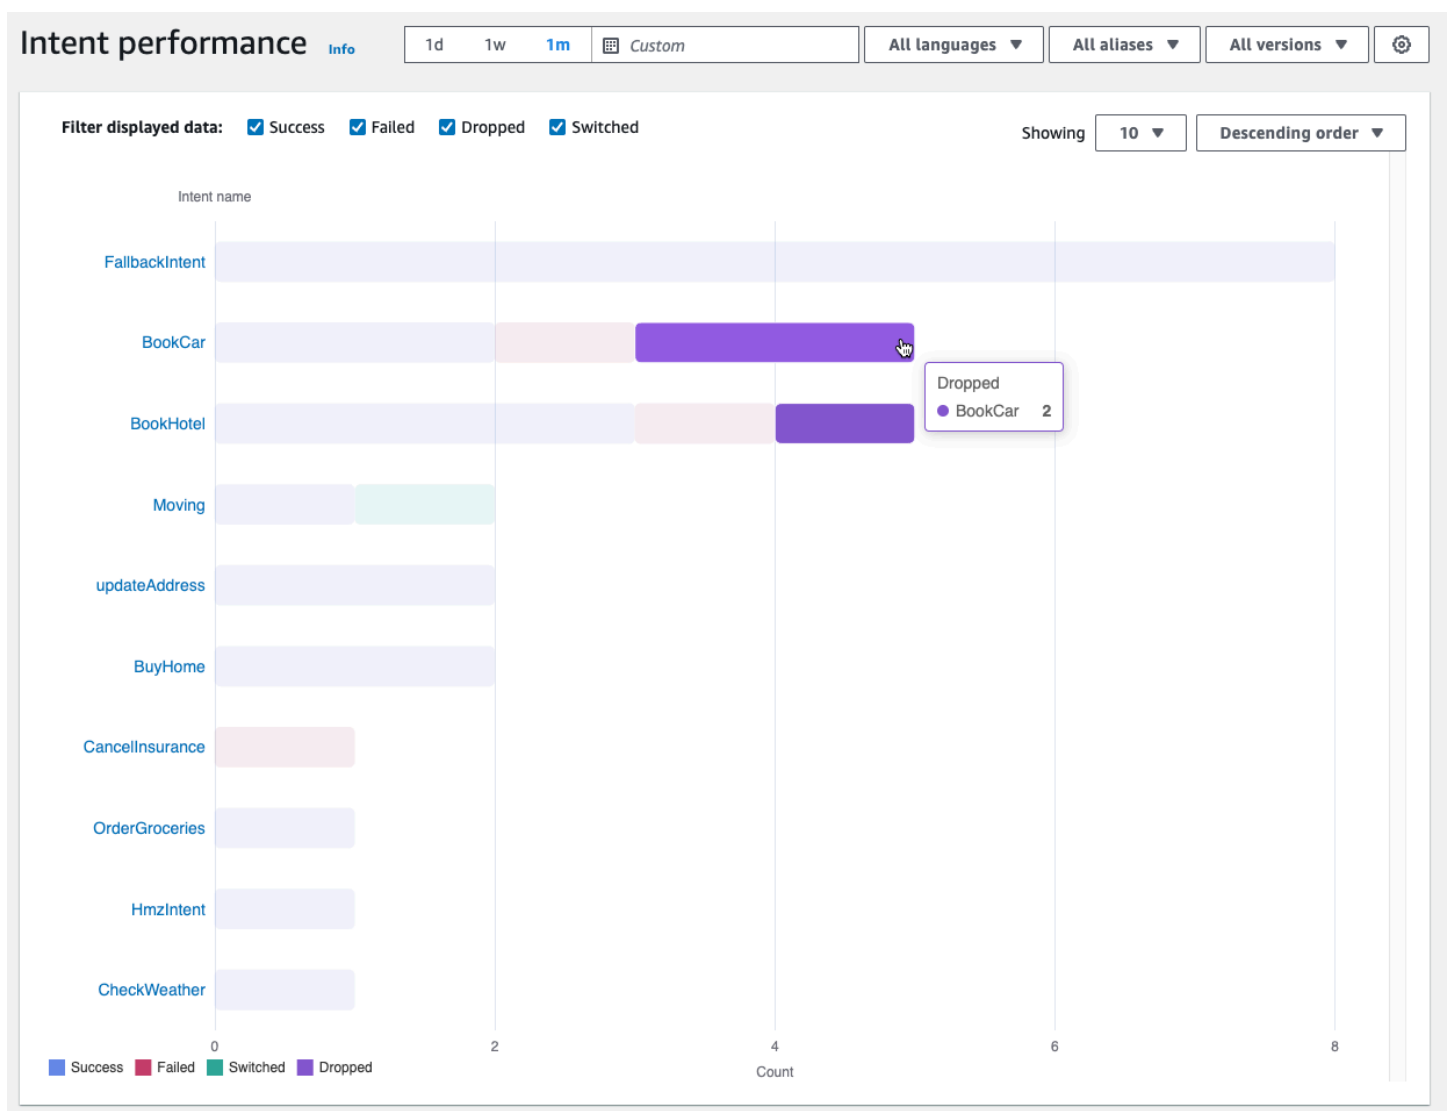 Intent performance Info 1d 1w 1m Custom All languages All aliases All versions
Filter displayed data: Success Failed Dropped Switched
Showing 10 Descending order
Intent name
FallbackIntent
BookCar
Dropped
BookCar 2
BookHotel
Moving
updateAddress
BuyHome
CancelInsurance
OrderGroceries
HmzIntent
CheckWeather
0 2 4 6 8
Success Failed Switched Dropped
Count